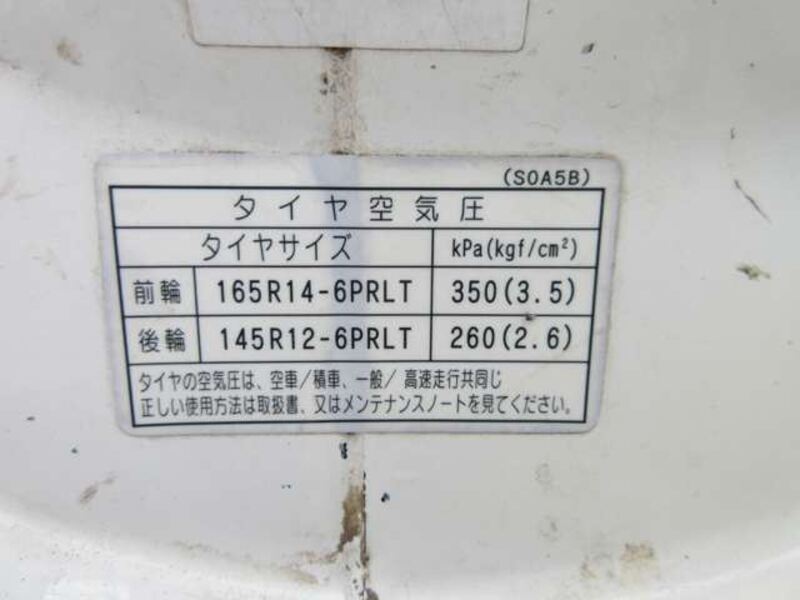 (S0A5B)
タイヤ空気圧
タイヤサイズ kPa(kgf/cm²)
前輪 165R14-6PRLT 350(3.5)
後輪 145R12-6PRLT 260(2.6)
タイヤの空気圧は、空車/積車、一般/高速走行共同じ
正しい使用方法は取扱書、又はメンテナンスノートを見てください。